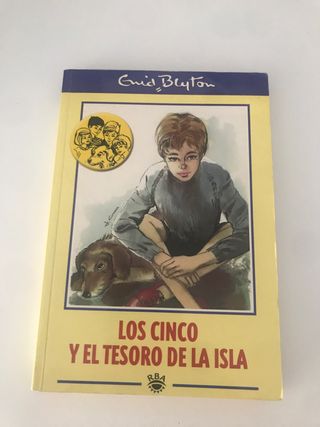 Enid Blyton
LOS CINCO
Y EL TESORO DE LA ISLA
RBA